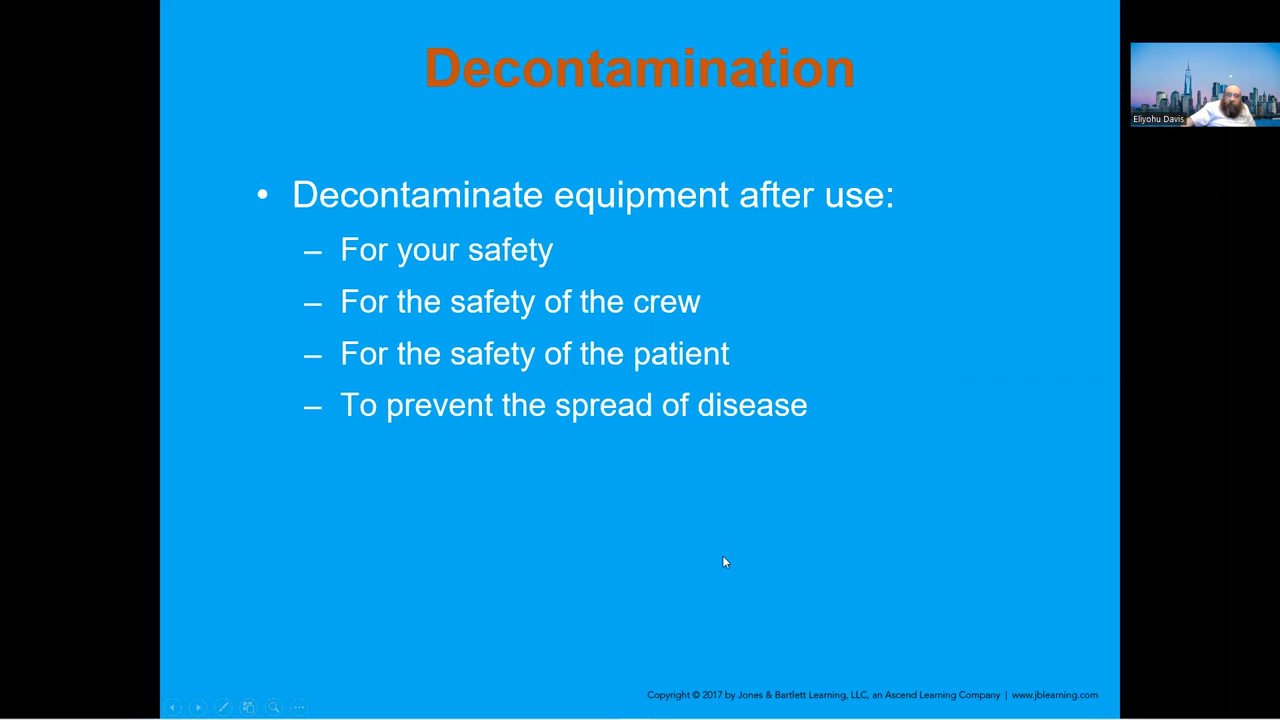 Decontamination
• Decontaminate equipment after use:
– For your safety
– For the safety of the crew
– For the safety of the patient
– To prevent the spread of disease
Eliyohu Davis
Copyright © 2017 by Jones & Bartlett Learning, LLC, an Ascend Learning Company | www.jblearning.com